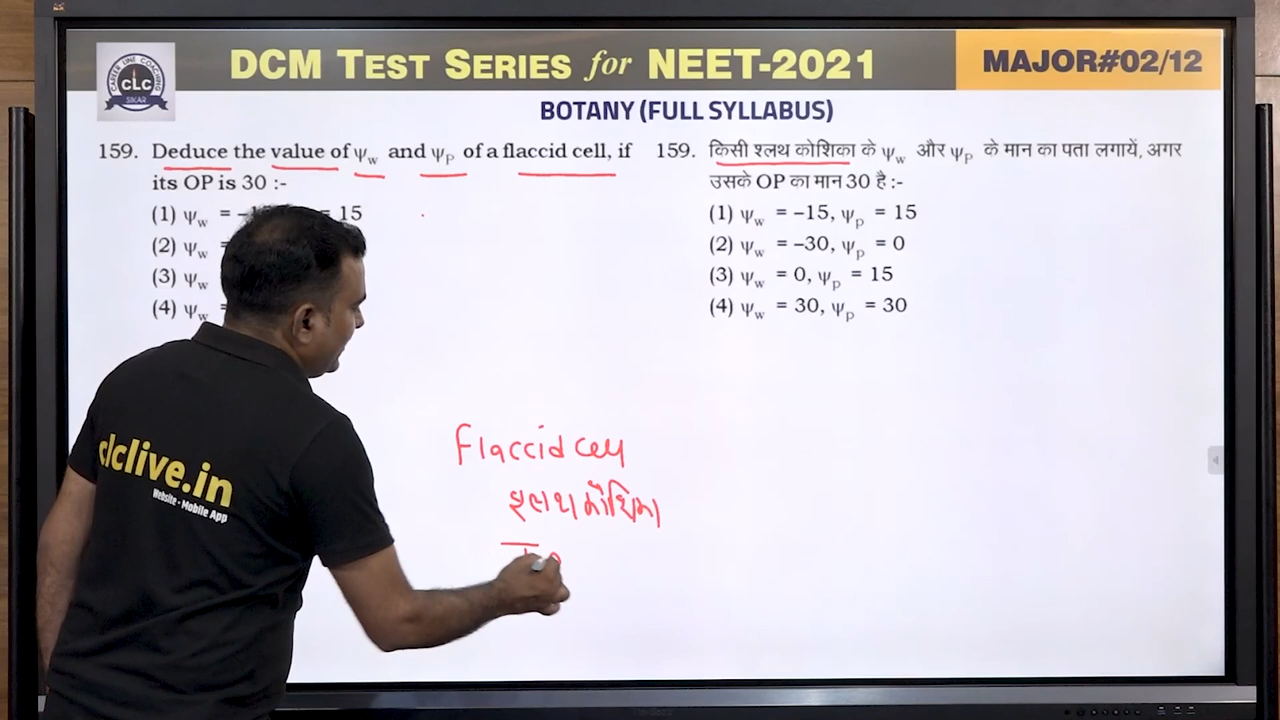 DCM TEST SERIES for NEET-2021
MAJOR#02/12
CAREER LINE COACHING
CLC
SIKAR
BOTANY (FULL SYLLABUS)
159. Deduce the value of ψw and ψP of a flaccid cell, if
its OP is 30 :-
(1) ψw = = 15
(2) ψw
(3) ψw
(4) ψw
159. किसी श्लथ कोशिका के ψw और ψP के मान का पता लगायें, अगर
उसके OP का मान 30 है :-
(1) ψw = –15, ψp = 15
(2) ψw = –30, ψp = 0
(3) ψw = 0, ψp = 15
(4) ψw = 30, ψp = 30
Flaccid cell
श्लथ कोशिका
clclive.in
Website - Mobile App